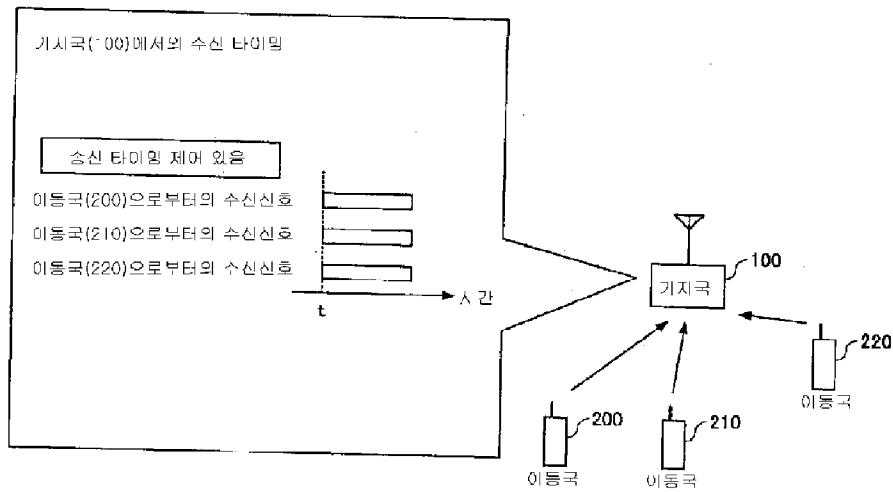 기지국(100)에서의 수신 타이밍
송신 타이밍 제어 있음
이동국(200)으로부터의 수신신호
이동국(210)으로부터의 수신신호
이동국(220)으로부터의 수신신호
t
시간
100
기지국
220
이동국
200
이동국
210
이동국